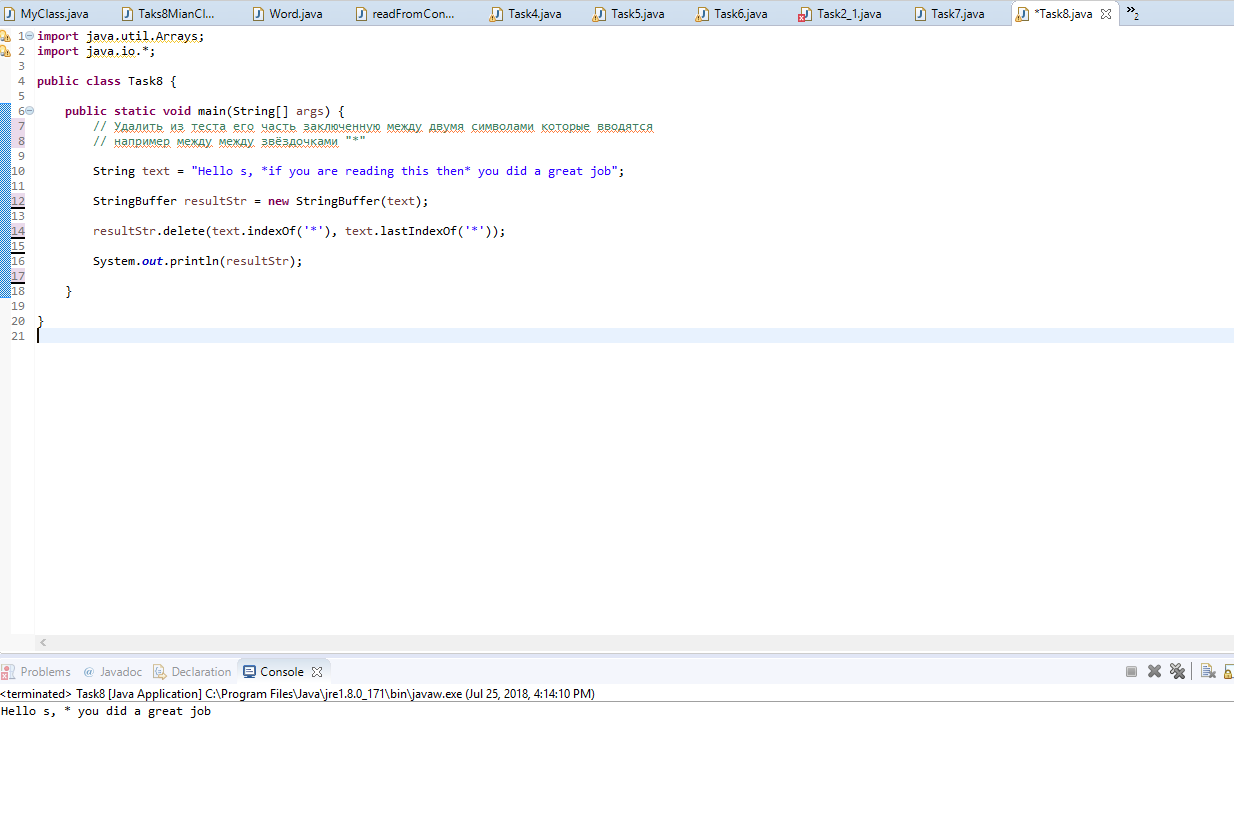 MyClass.java Taks8MianCl... Word.java readFromCon... Task4.java Task5.java Task6.java Task2_1.java Task7.java *Task8.java »2
1 import java.util.Arrays;
2 import java.io.*;
3
4 public class Task8 {
5
6 public static void main(String[] args) {
7 // Удалить из теста его часть заключенную между двумя символами которые вводятся
8 // например между между звёздочками "*"
9
10 String text = "Hello s, *if you are reading this then* you did a great job";
11
12 StringBuffer resultStr = new StringBuffer(text);
13
14 resultStr.delete(text.indexOf('*'), text.lastIndexOf('*'));
15
16 System.out.println(resultStr);
17
18 }
19
20 }
21
Problems @ Javadoc Declaration Console
<terminated> Task8 [Java Application] C:\Program Files\Java\jre1.8.0_171\bin\javaw.exe (Jul 25, 2018, 4:14:10 PM)
Hello s, * you did a great job